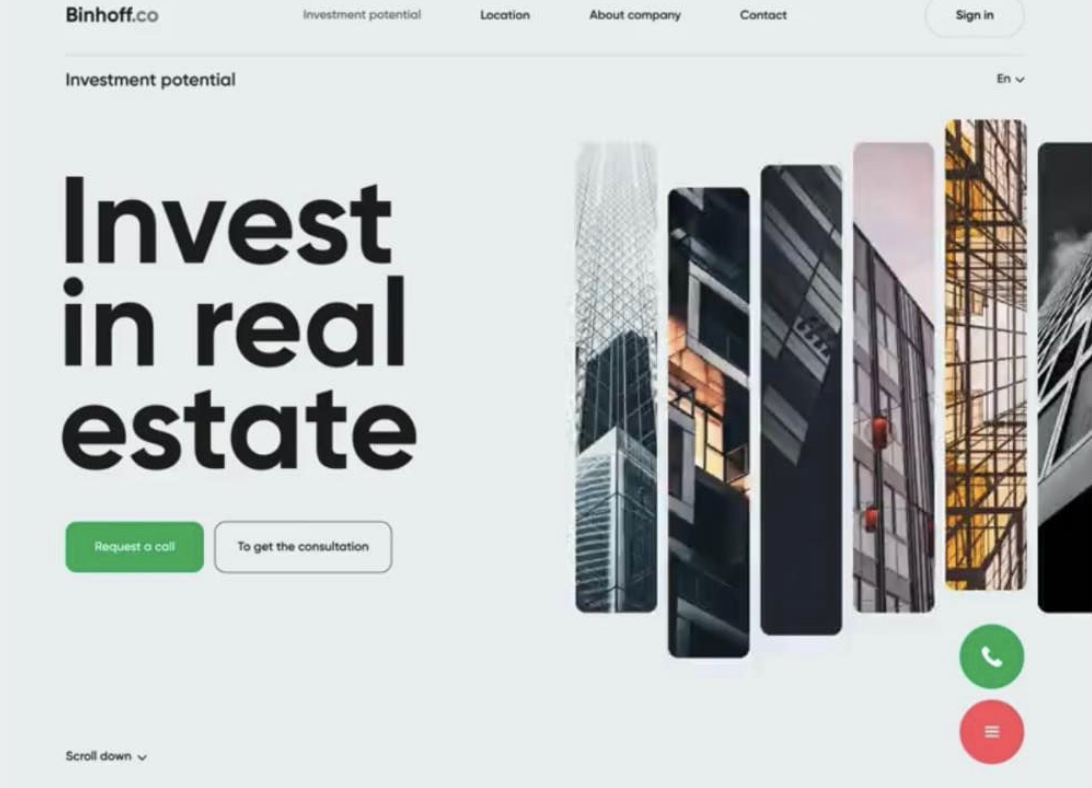 Binhoff.co
Investment potential
Location
About company
Contact
Sign in
Investment potential
En
Invest
in real
estate
Request a call
To get the consultation
Scroll down